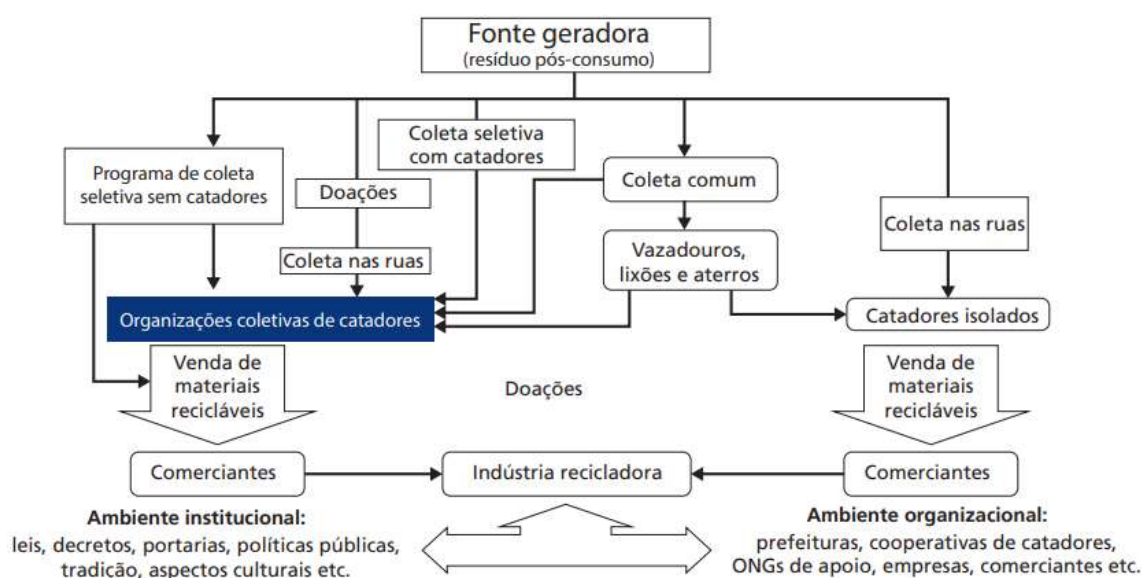 Fonte geradora
(resíduo pós-consumo)
Programa de coleta
seletiva sem catadores
Doações
Coleta nas ruas
Coleta seletiva
com catadores
Coleta comum
Vazadouros,
lixões e aterros
Coleta nas ruas
Organizações coletivas de catadores
Catadores isolados
Venda de
materiais
recicláveis
Doações
Venda de
materiais
recicláveis
Comerciantes
Indústria recicladora
Comerciantes
Ambiente institucional:
leis, decretos, portarias, políticas públicas,
tradição, aspectos culturais etc.
Ambiente organizacional:
prefeituras, cooperativas de catadores,
ONGs de apoio, empresas, comerciantes etc.